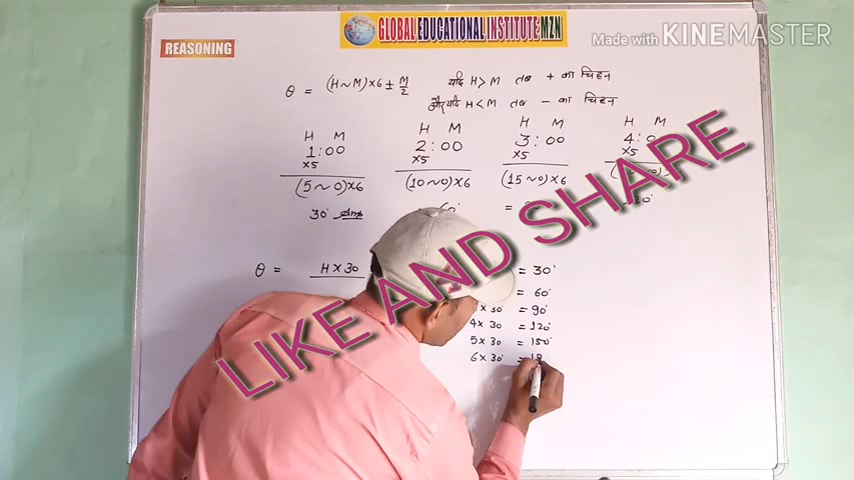 REASONING
GLOBAL EDUCATIONAL INSTITUTE MZN
Made with KINEMASTER
θ = (H~M)×6 ± M/2 यदि H>M तब + का चिह्न
और यदि H<M तब - का चिह्न
H M H M H M H M
1:00 2:00 3:00 4:0
×5 ×5 ×5
(5~0)×6 (10~0)×6 (15~0)×6
30°
LIKE AND SHARE
θ = H×30 = 30°
= 60°
= 90°
4×30 = 120°
5×30 = 150°
6×30 = 18